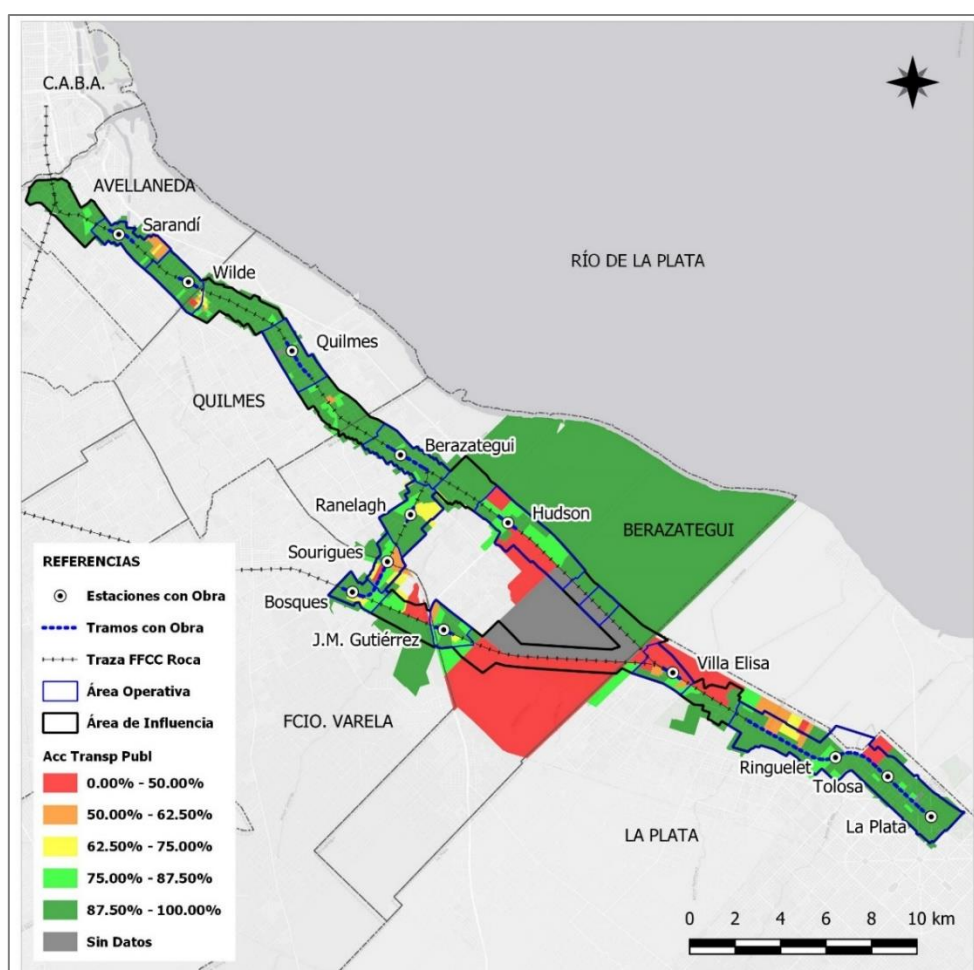 C.A.B.A.
AVELLANEDA
Sarandí
Wilde
RÍO DE LA PLATA
Quilmes
QUILMES
Berazategui
Ranelagh
Hudson
BERAZATEGUI
Sourigues
Bosques
J.M. Gutiérrez
Villa Elisa
FCIO. VARELA
Ringuelet
Tolosa
La Plata
LA PLATA
REFERENCIAS
Estaciones con Obra
Tramos con Obra
Traza FFCC Roca
Área Operativa
Área de Influencia
Acc Transp Publ
0.00% - 50.00%
50.00% - 62.50%
62.50% - 75.00%
75.00% - 87.50%
87.50% - 100.00%
Sin Datos
0 2 4 6 8 10 km